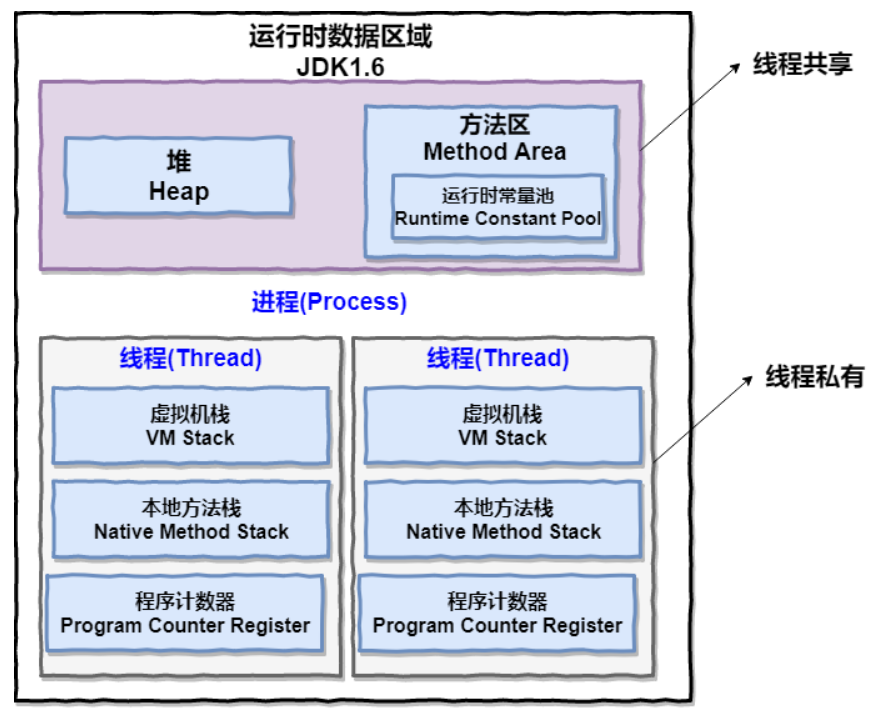 运行时数据区域
JDK1.6
线程共享
堆
Heap
方法区
Method Area
运行时常量池
Runtime Constant Pool
进程(Process)
线程(Thread)
虚拟机栈
VM Stack
本地方法栈
Native Method Stack
程序计数器
Program Counter Register
线程(Thread)
虚拟机栈
VM Stack
本地方法栈
Native Method Stack
程序计数器
Program Counter Register
线程私有